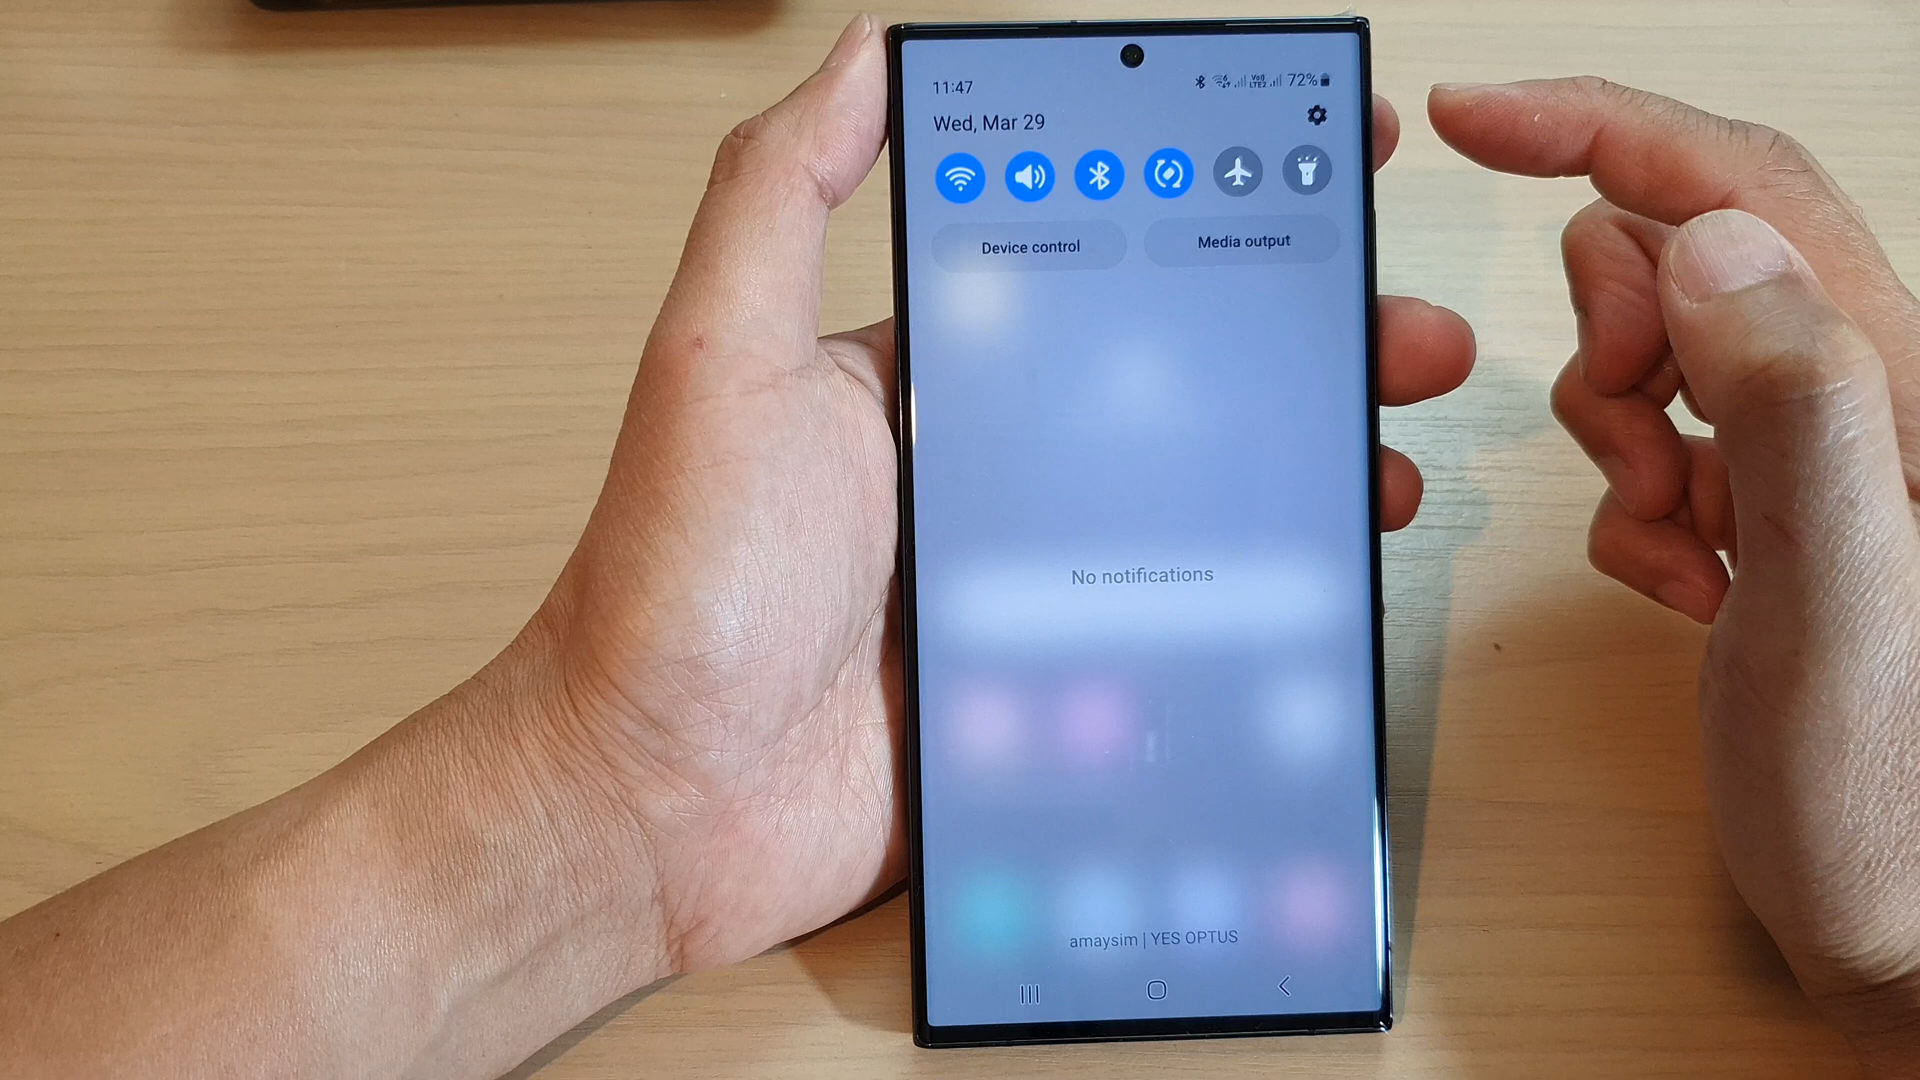 11:47
72%
Wed, Mar 29
Device control
Media output
No notifications
amaysim | YES OPTUS